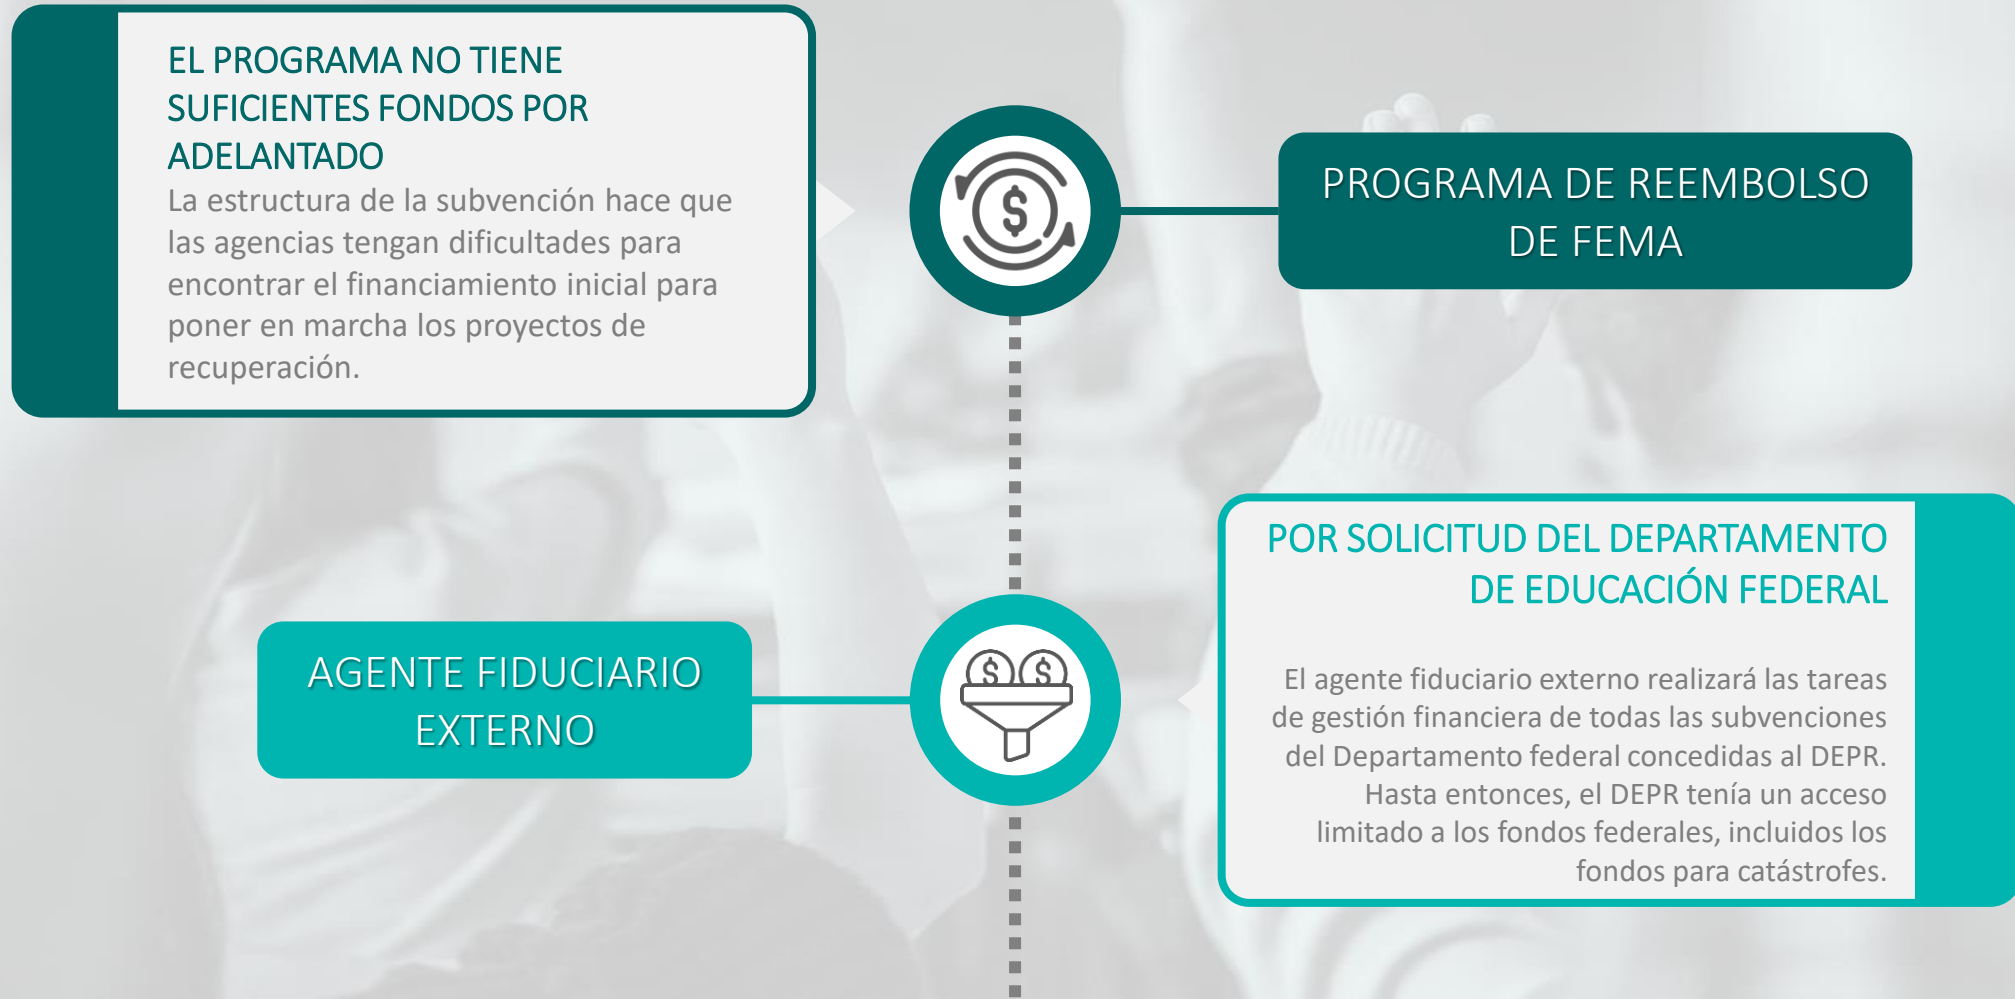 EL PROGRAMA NO TIENE
SUFICIENTES FONDOS POR
ADELANTADO
La estructura de la subvención hace que
las agencias tengan dificultades para
encontrar el financiamiento inicial para
poner en marcha los proyectos de
recuperación.
PROGRAMA DE REEMBOLSO
DE FEMA
AGENTE FIDUCIARIO
EXTERNO
POR SOLICITUD DEL DEPARTAMENTO
DE EDUCACIÓN FEDERAL
El agente fiduciario externo realizará las tareas
de gestión financiera de todas las subvenciones
del Departamento federal concedidas al DEPR.
Hasta entonces, el DEPR tenía un acceso
limitado a los fondos federales, incluidos los
fondos para catástrofes.